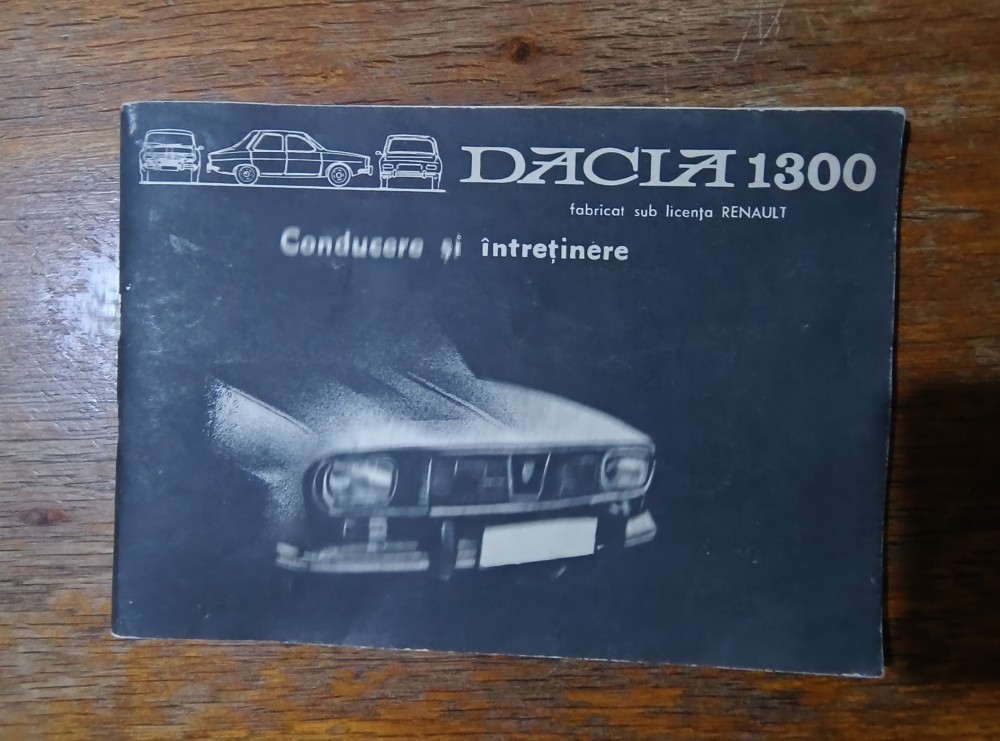 DACIA 1300
fabricat sub licența RENAULT
Conducere și întreținere